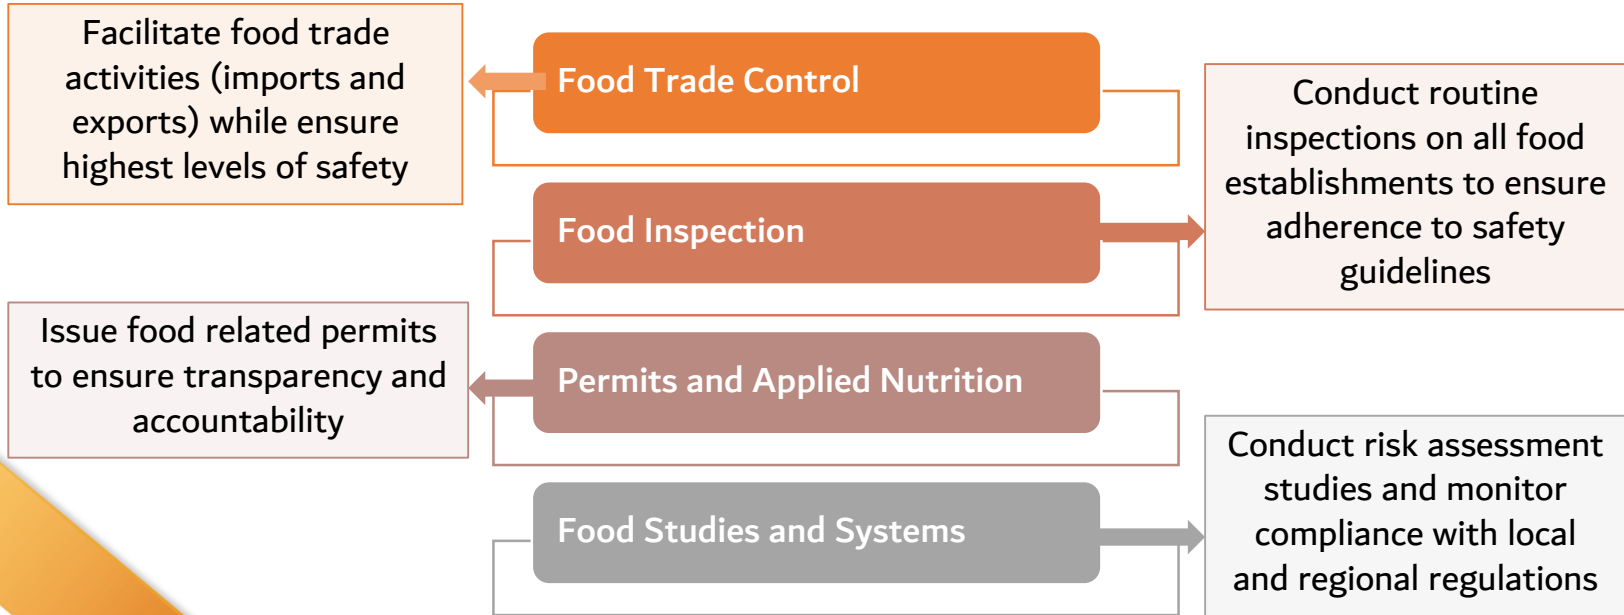 Facilitate food trade
activities (imports and
exports) while ensure
highest levels of safety
Food Trade Control
Conduct routine
inspections on all food
establishments to ensure
adherence to safety
guidelines
Food Inspection
Issue food related permits
to ensure transparency and
accountability
Permits and Applied Nutrition
Conduct risk assessment
studies and monitor
compliance with local
and regional regulations
Food Studies and Systems